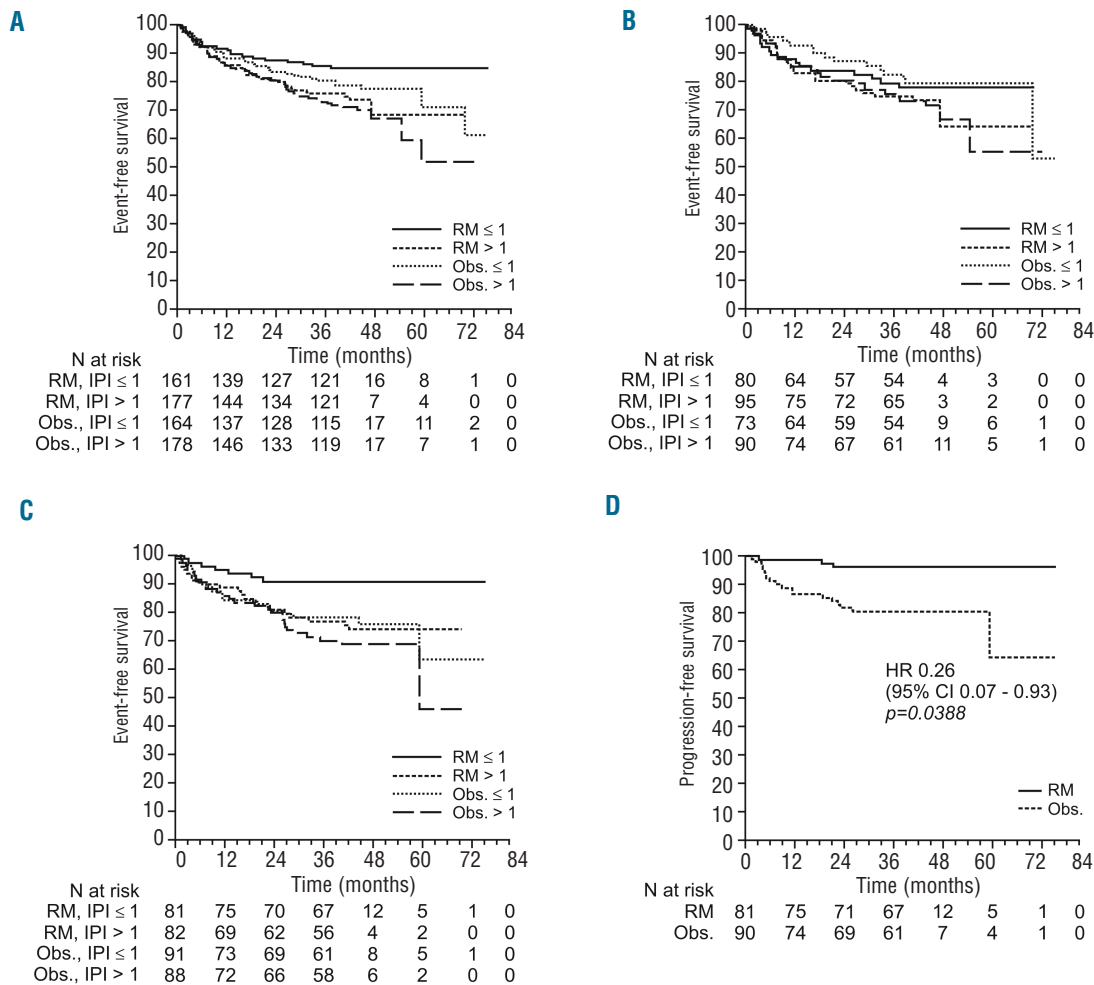 A
100
90
80
70
60
50
40
30
20
10
0
Event-free survival
RM ≤ 1
RM > 1
Obs. ≤ 1
Obs. > 1
0 12 24 36 48 60 72 84
Time (months)
N at risk
RM, IPI ≤ 1 161 139 127 121 16 8 1 0
RM, IPI > 1 177 144 134 121 7 4 0 0
Obs., IPI ≤ 1 164 137 128 115 17 11 2 0
Obs., IPI > 1 178 146 133 119 17 7 1 0
B
100
90
80
70
60
50
40
30
20
10
0
Event-free survival
RM ≤ 1
RM > 1
Obs. ≤ 1
Obs. > 1
0 12 24 36 48 60 72 84
Time (months)
N at risk
RM, IPI ≤ 1 80 64 57 54 4 3 0 0
RM, IPI > 1 95 75 72 65 3 2 0 0
Obs., IPI ≤ 1 73 64 59 54 9 6 1 0
Obs., IPI > 1 90 74 67 61 11 5 1 0
C
100
90
80
70
60
50
40
30
20
10
0
Event-free survival
RM ≤ 1
RM > 1
Obs. ≤ 1
Obs. > 1
0 12 24 36 48 60 72 84
Time (months)
N at risk
RM, IPI ≤ 1 81 75 70 67 12 5 1 0
RM, IPI > 1 82 69 62 56 4 2 0 0
Obs., IPI ≤ 1 91 73 69 61 8 5 1 0
Obs., IPI > 1 88 72 66 58 6 2 0 0
D
100
90
80
70
60
50
40
30
20
10
0
Progression-free survival
HR 0.26
(95% CI 0.07 - 0.93)
p=0.0388
RM
Obs.
0 12 24 36 48 60 72 84
Time (months)
N at risk
RM 81 75 71 67 12 5 1 0
Obs. 90 74 69 61 7 4 1 0